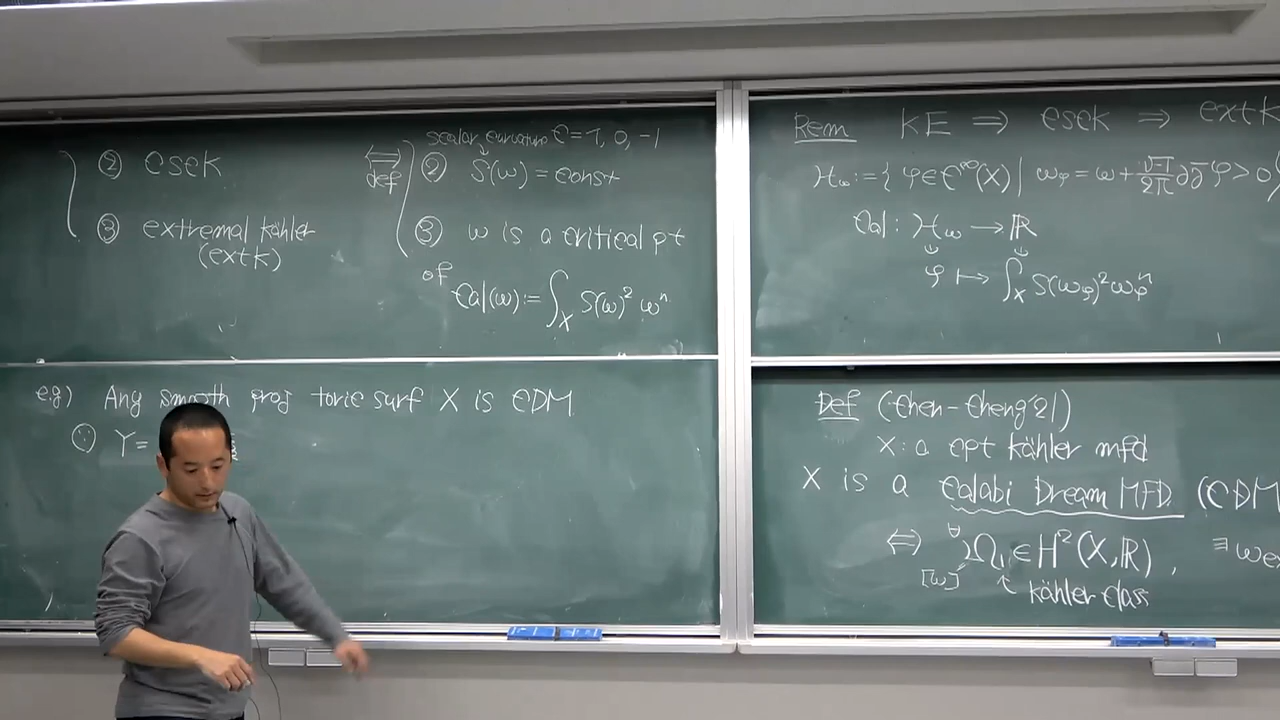 scalar curvature C=1, 0, -1
② cscK ⟺def ② S(ω) = const
③ extremal Kähler ③ ω is a critical pt
(extK)
of Cal(ω):=∫_X S(ω)² ωⁿ
e.g) Any smooth proj toric surf X is CDM
∵) Y=
Rem KE ⟹ cscK ⟹ extK
H_ω:={φ∈C^∞(X)| ω_φ=ω+√-1/2π ∂∂̄φ>0}
Cal: H_ω → ℝ
φ ↦ ∫_X S(ω_φ)² ω_φⁿ
Def (Chen-Cheng '21)
X: a cpt Kähler mfd
X is a Calabi Dream MFD (CDM
⟺ ∀Ω∈H²(X,ℝ), ∃ω∈
[ω] ↑ Kähler class